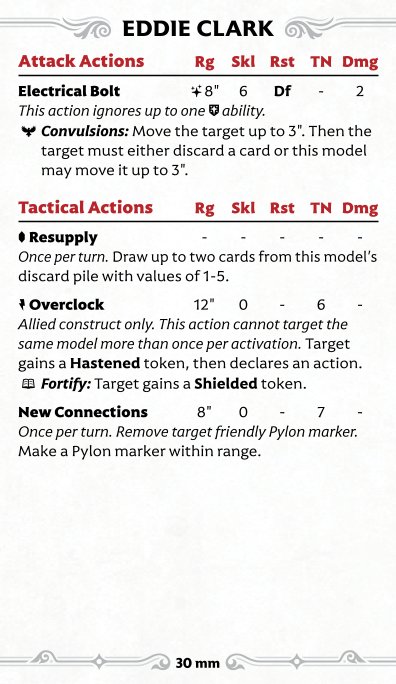 EDDIE CLARK
Attack Actions Rg Skl Rst TN Dmg
Electrical Bolt 8" 6 Df - 2
This action ignores up to one ability.
Convulsions: Move the target up to 3". Then the
target must either discard a card or this model
may move it up to 3".
Tactical Actions Rg Skl Rst TN Dmg
Resupply - - - - -
Once per turn. Draw up to two cards from this model's
discard pile with values of 1-5.
Overclock 12" 0 - 6 -
Allied construct only. This action cannot target the
same model more than once per activation. Target
gains a Hastened token, then declares an action.
Fortify: Target gains a Shielded token.
New Connections 8" 0 - 7 -
Once per turn. Remove target friendly Pylon marker.
Make a Pylon marker within range.
30 mm